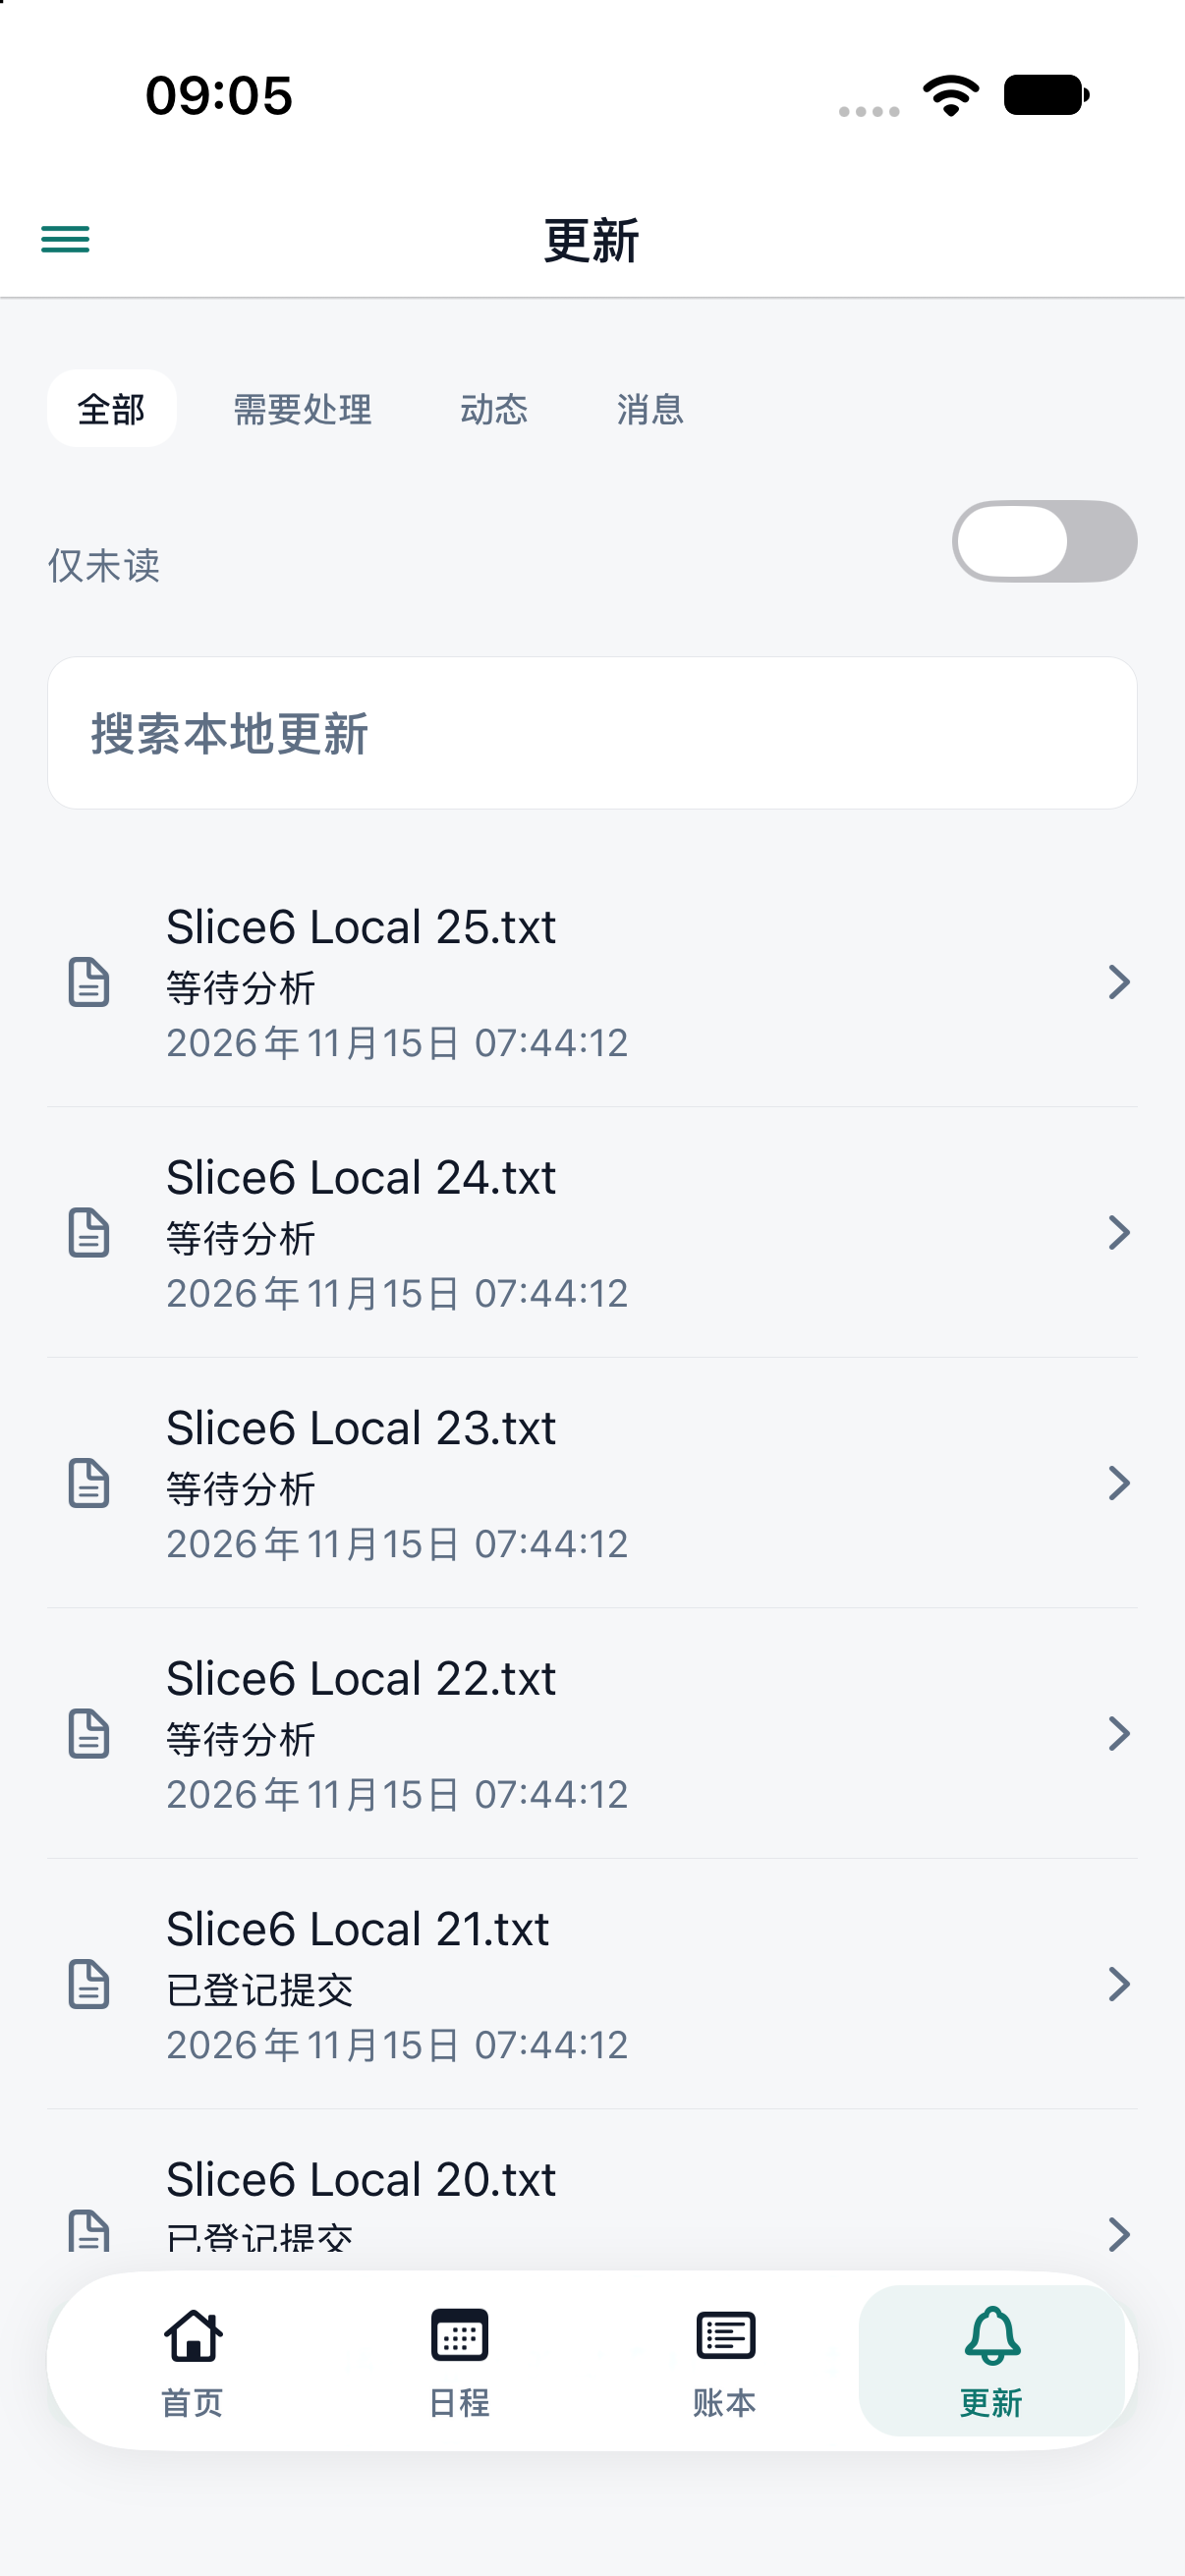 09:05
更新
全部 需要处理 动态 消息
仅未读
搜索本地更新
Slice6 Local 25.txt
等待分析
2026年11月15日 07:44:12
Slice6 Local 24.txt
等待分析
2026年11月15日 07:44:12
Slice6 Local 23.txt
等待分析
2026年11月15日 07:44:12
Slice6 Local 22.txt
等待分析
2026年11月15日 07:44:12
Slice6 Local 21.txt
已登记提交
2026年11月15日 07:44:12
Slice6 Local 20.txt
已登记提交
首页 日程 账本 更新